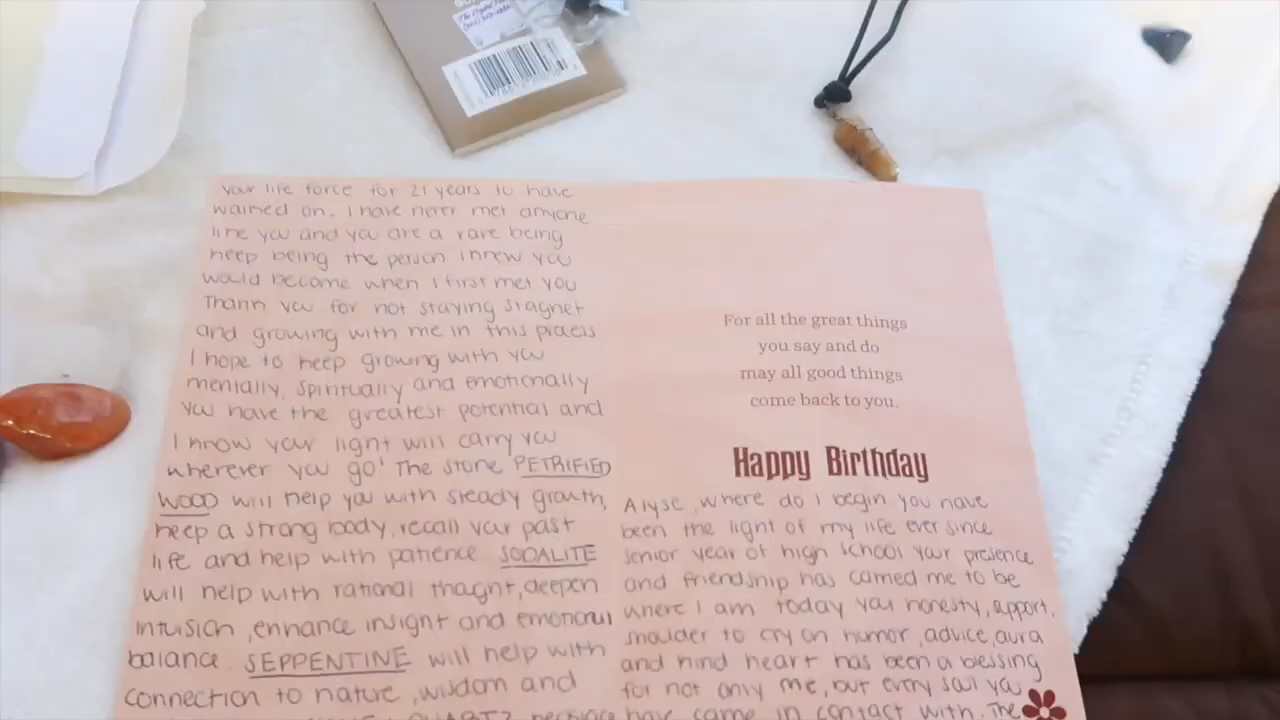 your life force for 21 years to have
walked on. I have never met anyone
like you and you are a rare being
keep being the person I knew you
would become when I first met you
Thank you for not staying stagnet
and growing with me in this process
I hope to keep growing with you
mentally, spiritually and emotionally
you have the greatest potential and
I know your light will carry you
wherever you go! The stone PETRIFIED
WOOD will help you with steady growth,
keep a strong body, recall your past
life and help with patience SODALITE
will help with rational thaght, deepen
intuision, enhance insight and emotional
balance. SEPPENTINE will help with
connection to nature, wisdom and
QUARTZ necklace
For all the great things
you say and do
may all good things
come back to you.
Happy Birthday
Alyse, where do I begin you have
been the light of my life ever since
senior year of high school your presence
and friendship has carried me to be
where I am today your honesty, support,
shoulder to cry on humor, advice, aura
and kind heart has been a blessing
for not only me, but every soul you
have came in contact with. The